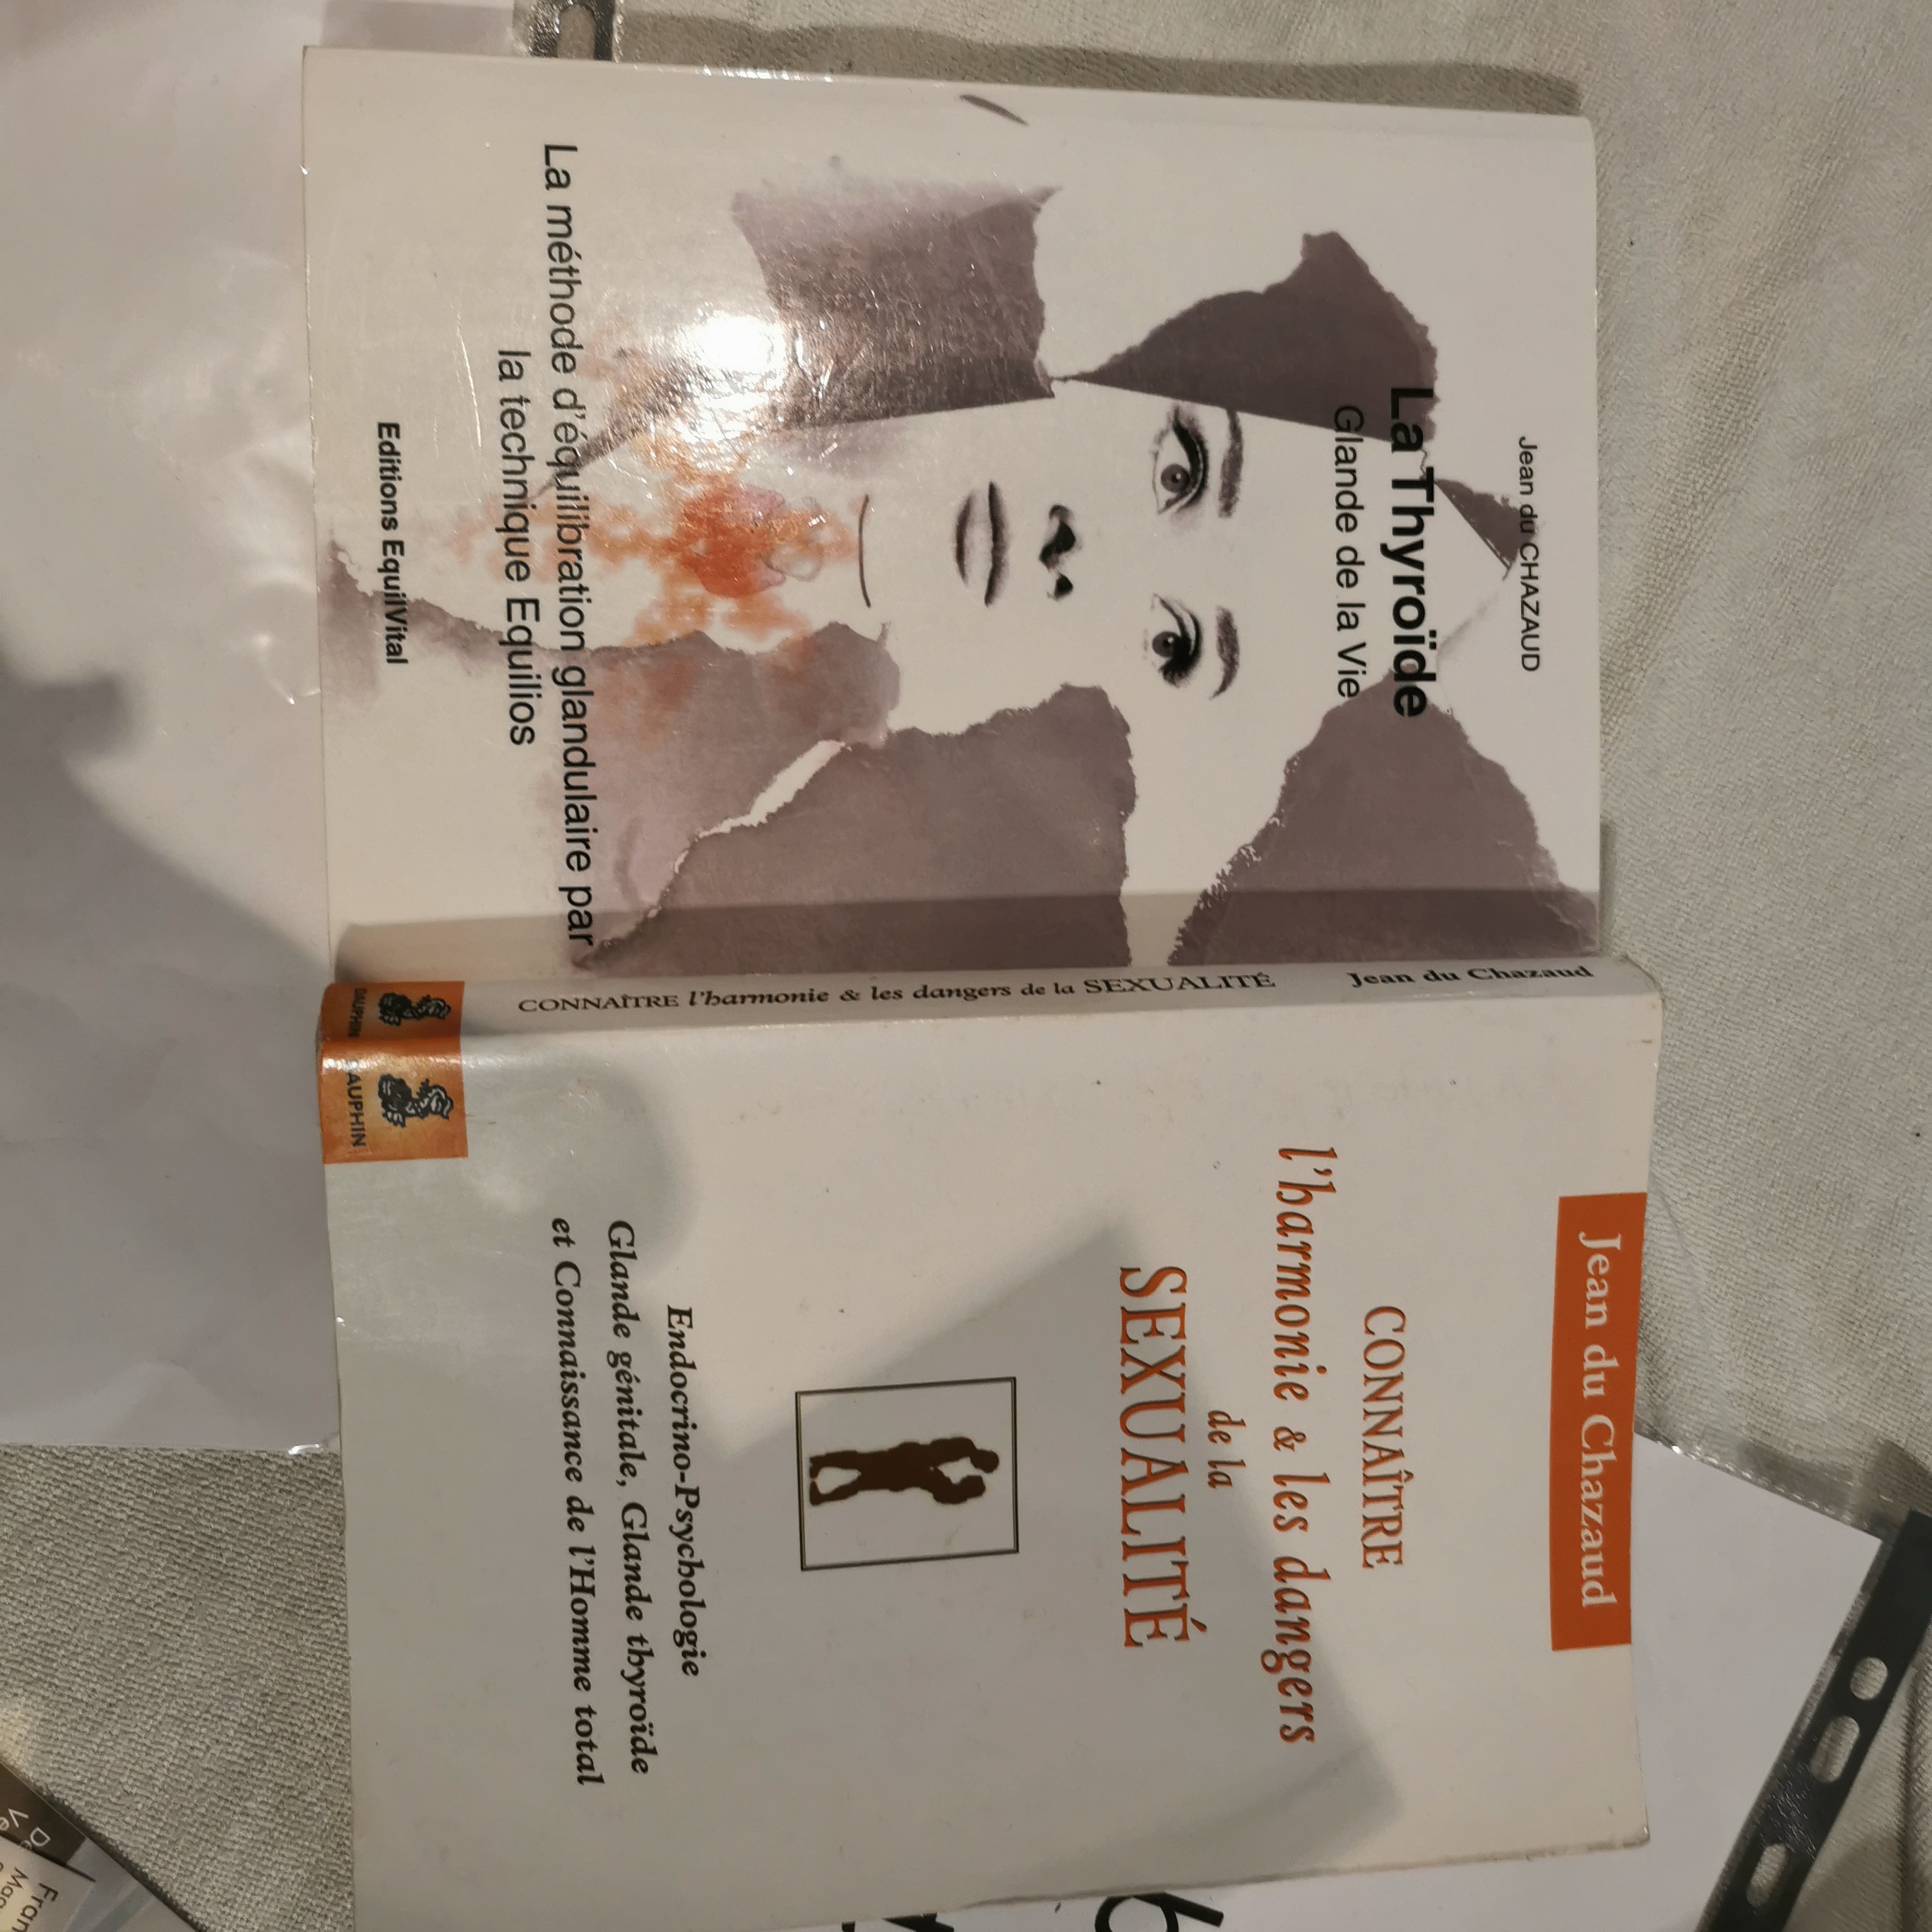 Jean du CHAZAUD
La Thyroïde
Glande de la Vie
La méthode d'équilibration glandulaire par
la technique Equilios
Editions EquilVital
Jean du Chazaud
CONNAÎTRE l'harmonie & les dangers de la SEXUALITÉ
DAUPHIN
Jean du Chazaud
CONNAÎTRE
l'harmonie & les dangers
de la
SEXUALITÉ
Endocrino-Psychologie
Glande génitale, Glande thyroïde
et Connaissance de l'Homme total
AUPHIN